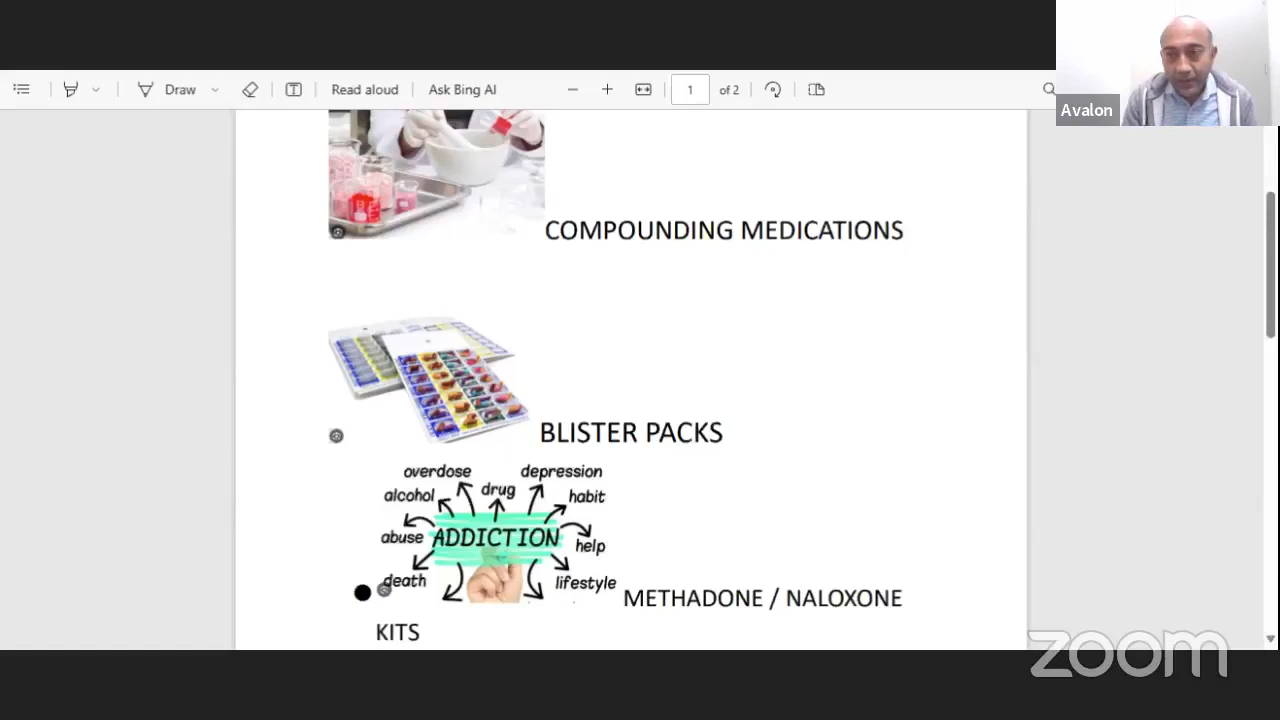 Draw
Read aloud
Ask Bing AI
1
of 2
Avalon
COMPOUNDING MEDICATIONS
BLISTER PACKS
overdose
depression
alcohol
drug
habit
abuse
ADDICTION
help
death
lifestyle
METHADONE / NALOXONE
KITS
zoom